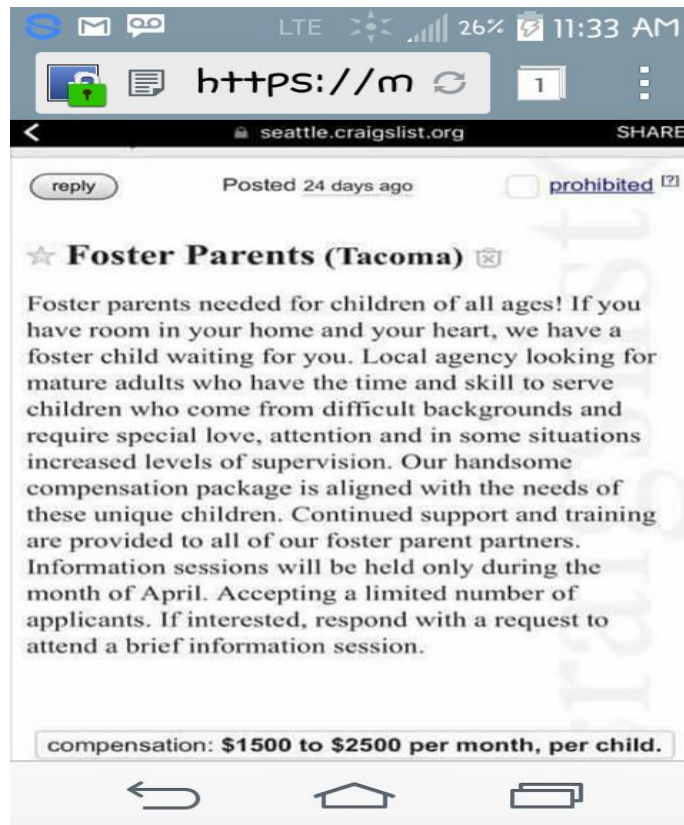 LTE 26% 11:33 AM
https://m 1
seattle.craigslist.org SHARE
reply Posted 24 days ago prohibited [?]
Foster Parents (Tacoma)
Foster parents needed for children of all ages! If you
have room in your home and your heart, we have a
foster child waiting for you. Local agency looking for
mature adults who have the time and skill to serve
children who come from difficult backgrounds and
require special love, attention and in some situations
increased levels of supervision. Our handsome
compensation package is aligned with the needs of
these unique children. Continued support and training
are provided to all of our foster parent partners.
Information sessions will be held only during the
month of April. Accepting a limited number of
applicants. If interested, respond with a request to
attend a brief information session.
compensation: $1500 to $2500 per month, per child.
craigslist